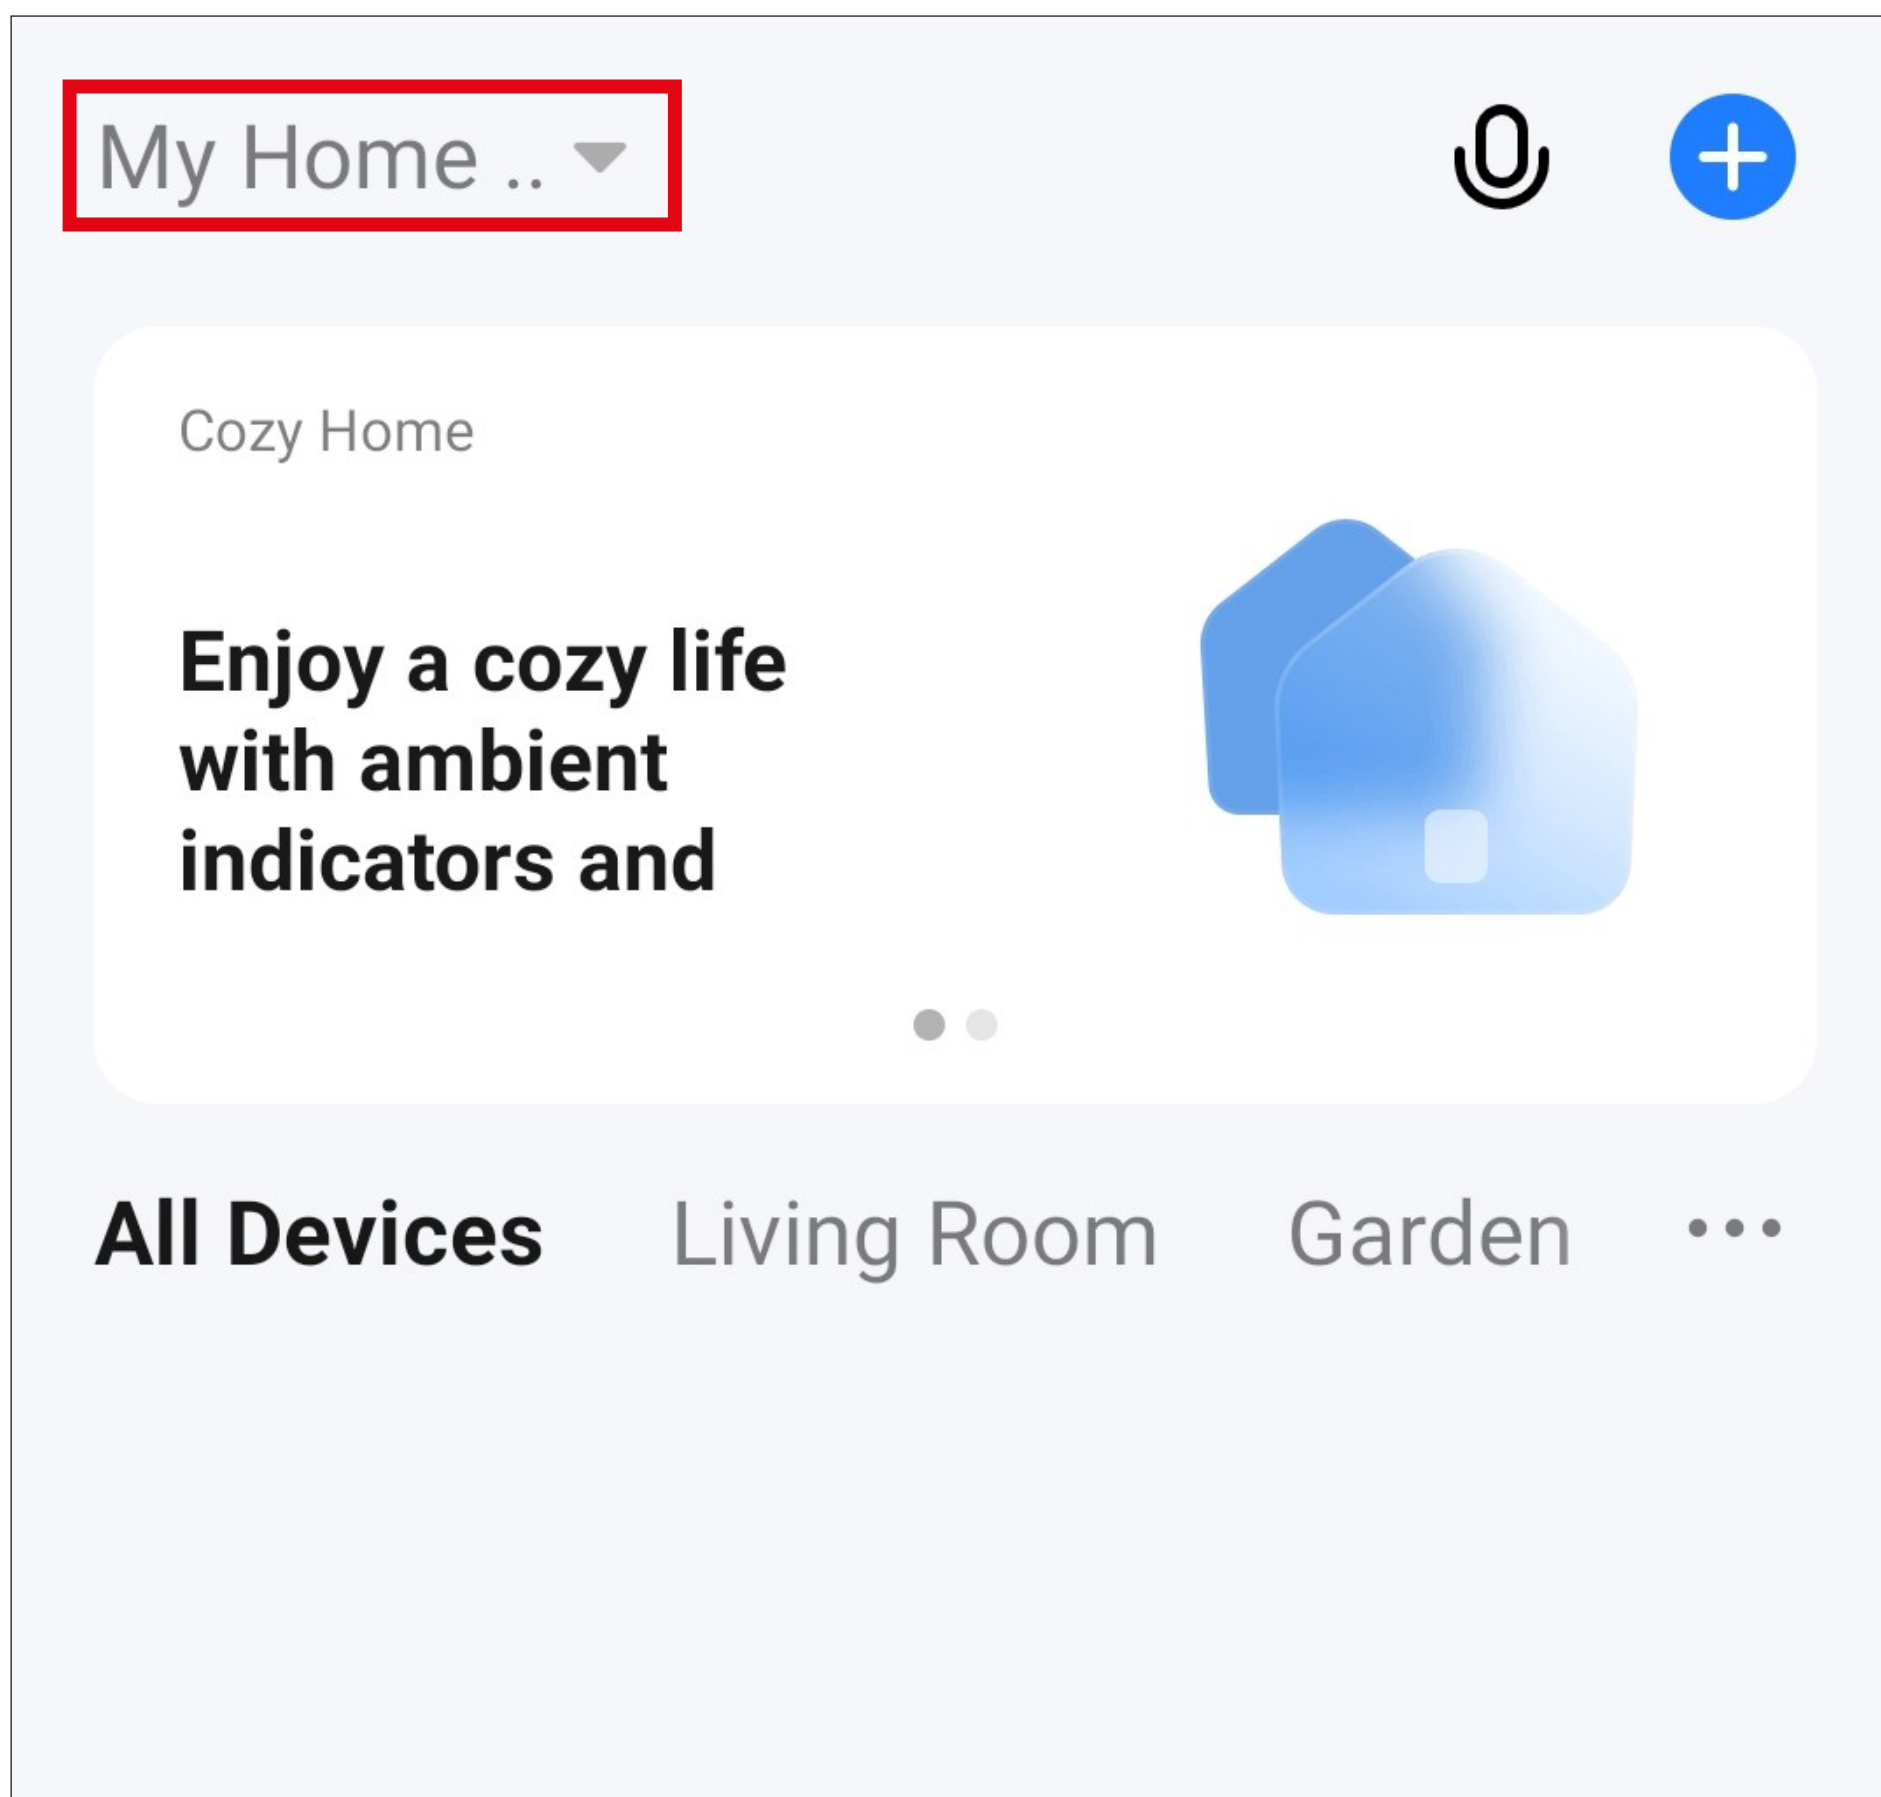 My Home ..
Cozy Home
Enjoy a cozy life
with ambient
indicators and
All Devices Living Room Garden ...